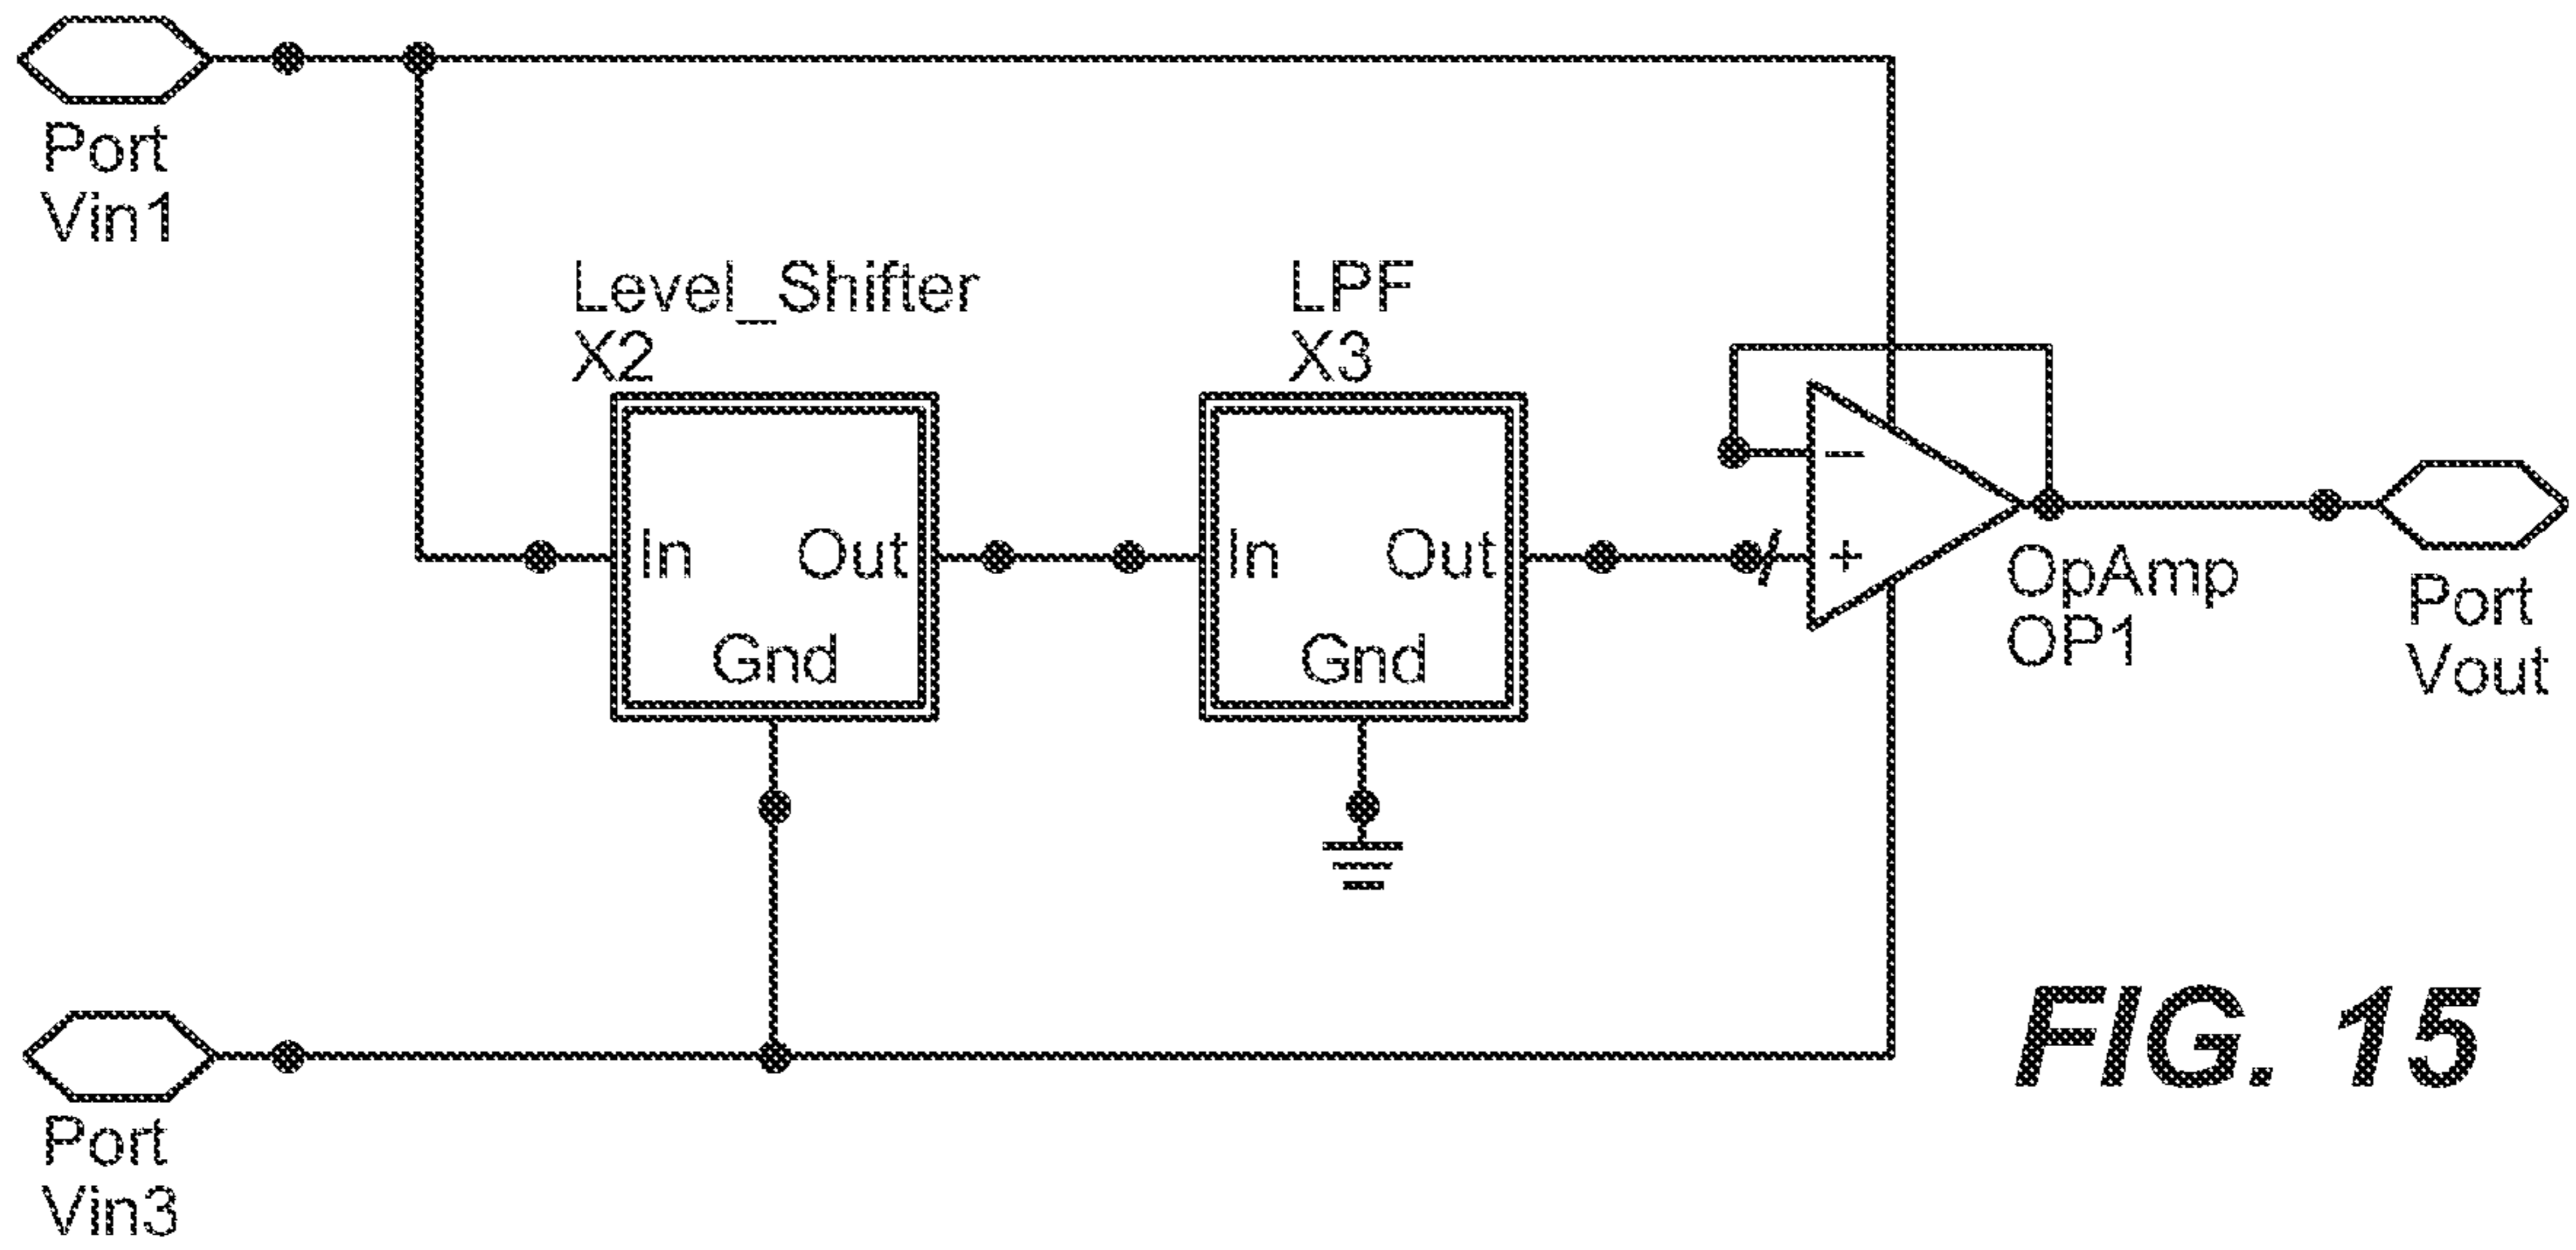 Port
Vin1
Level_Shifter
X2
LPF
X3
In
Out
Gnd
In
Out
Gnd
−
+
OpAmp
OP1
Port
Vout
Port
Vin3
FIG. 15